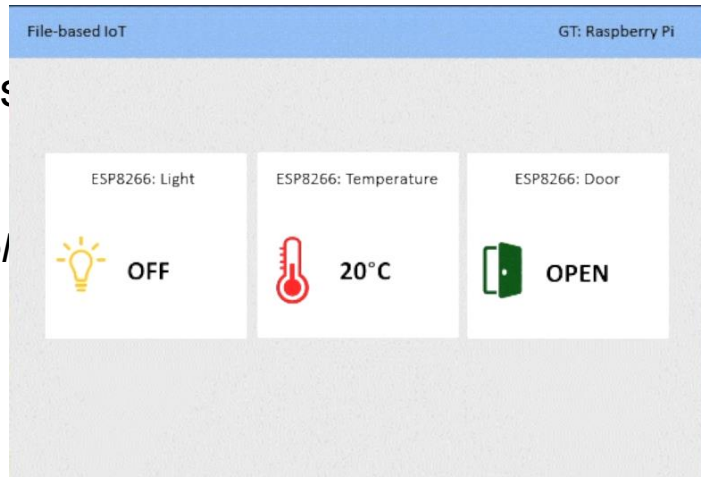 File-based IoT GT: Raspberry Pi
s
ESP8266: Light ESP8266: Temperature ESP8266: Door
OFF 20°C OPEN